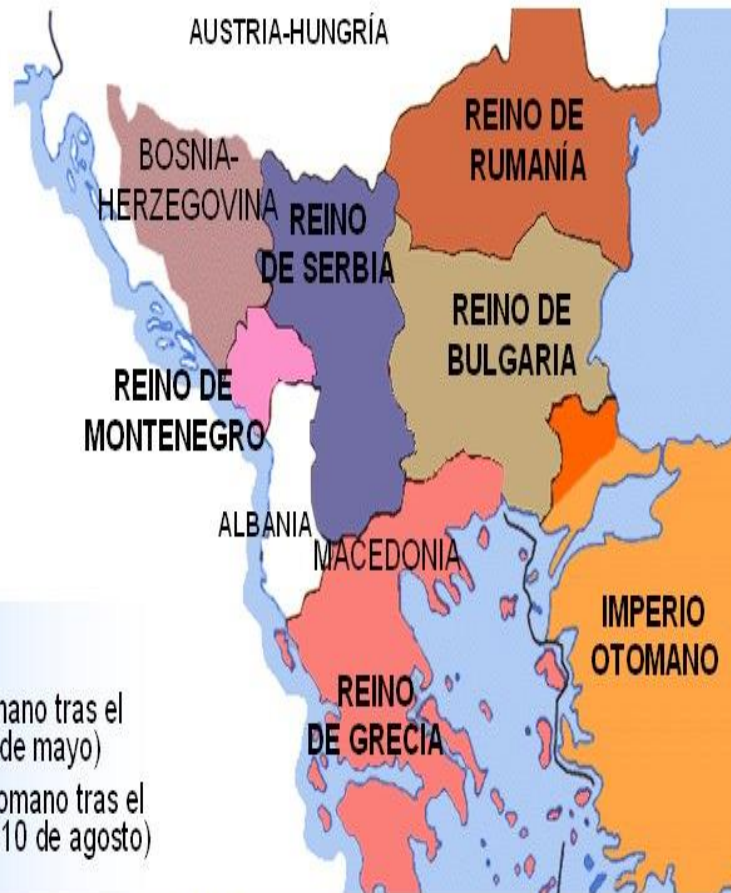 AUSTRIA-HUNGRÍA
REINO DE
RUMANÍA
BOSNIA-
HERZEGOVINA
REINO
DE SERBIA
REINO DE
BULGARIA
REINO DE
MONTENEGRO
ALBANIA
MACEDONIA
IMPERIO
OTOMANO
REINO
DE GRECIA
mano tras el
de mayo)
omano tras el
10 de agosto)